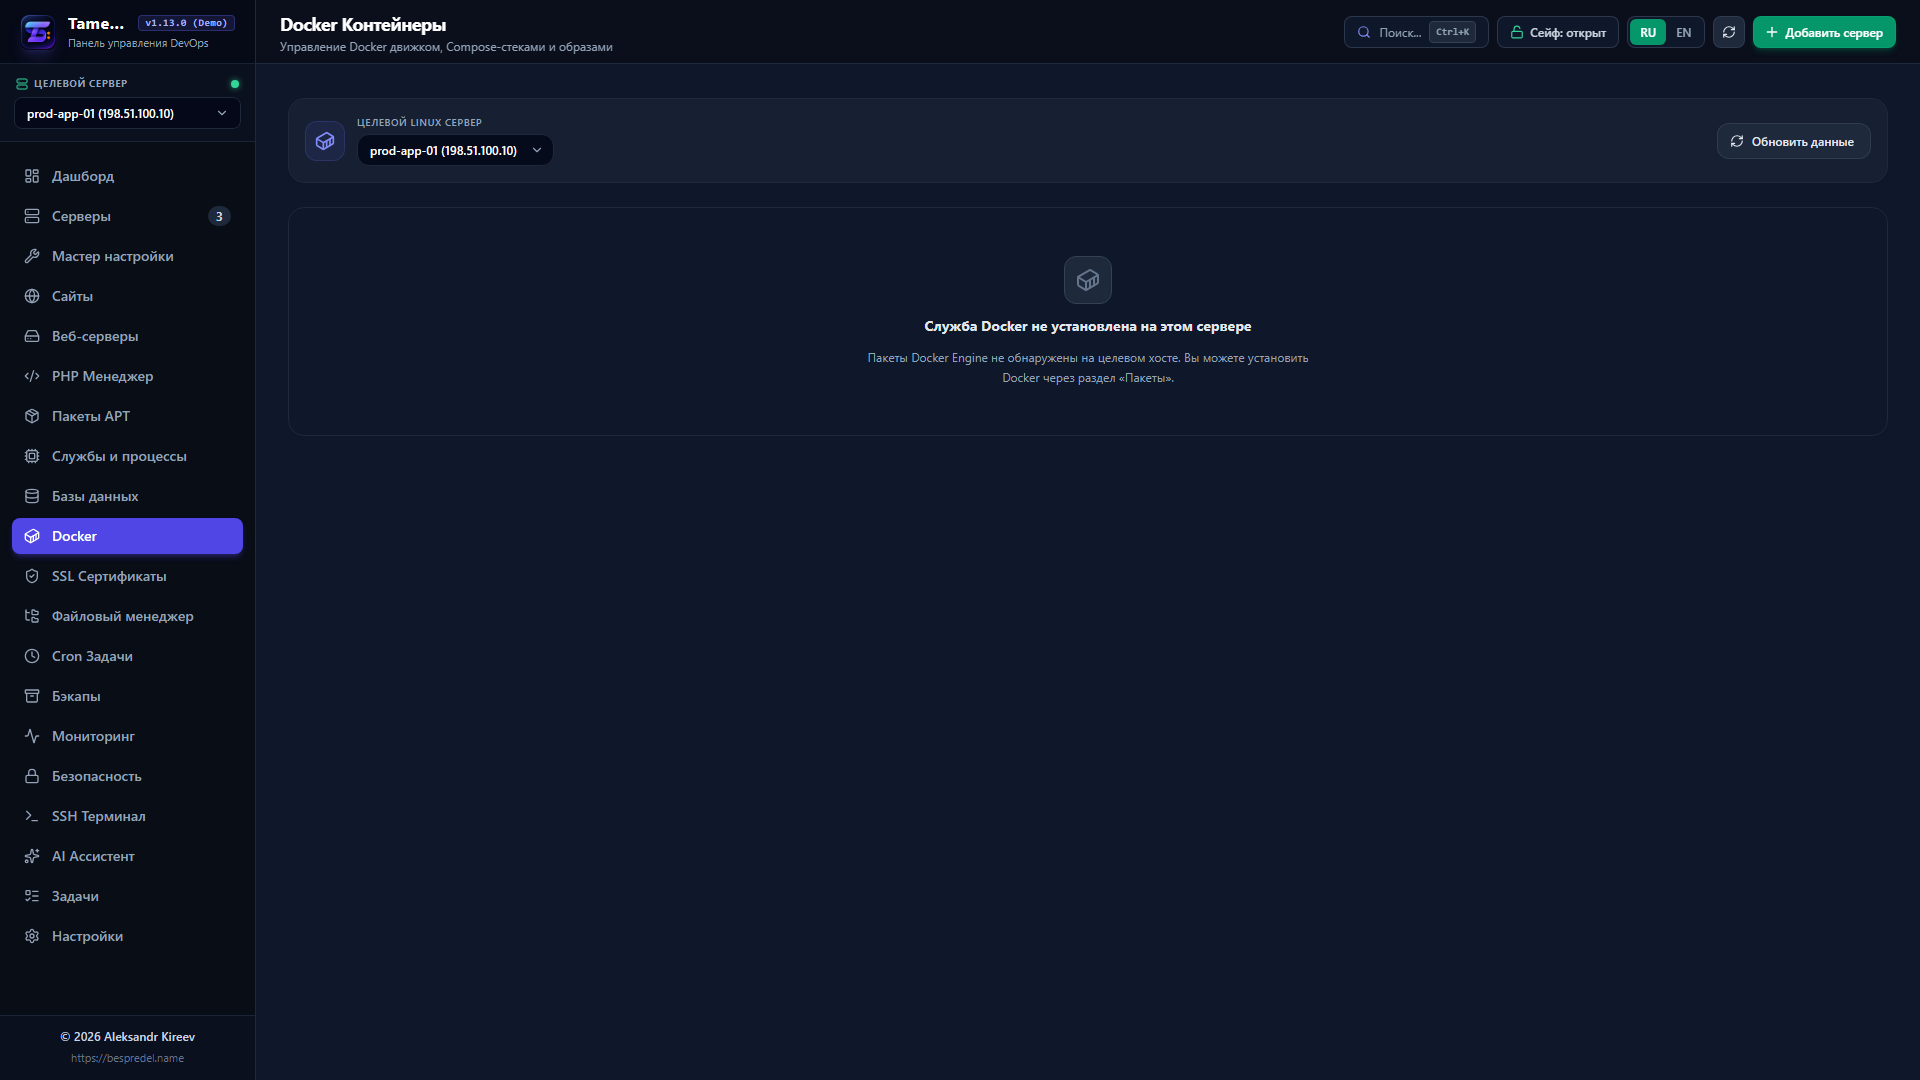 Tame...
v1.13.0 (Demo)
Панель управления DevOps
ЦЕЛЕВОЙ СЕРВЕР
prod-app-01 (198.51.100.10)
Дашборд
Серверы
3
Мастер настройки
Сайты
Веб-серверы
PHP Менеджер
Пакеты APT
Службы и процессы
Базы данных
Docker
SSL Сертификаты
Файловый менеджер
Cron Задачи
Бэкапы
Мониторинг
Безопасность
SSH Терминал
AI Ассистент
Задачи
Настройки
© 2026 Aleksandr Kireev
https://bespredel.name
Docker Контейнеры
Управление Docker движком, Compose-стеками и образами
Поиск...
Ctrl+K
Сейф: открыт
RU
EN
Добавить сервер
ЦЕЛЕВОЙ LINUX СЕРВЕР
prod-app-01 (198.51.100.10)
Обновить данные
Служба Docker не установлена на этом сервере
Пакеты Docker Engine не обнаружены на целевом хосте. Вы можете установить
Docker через раздел «Пакеты».